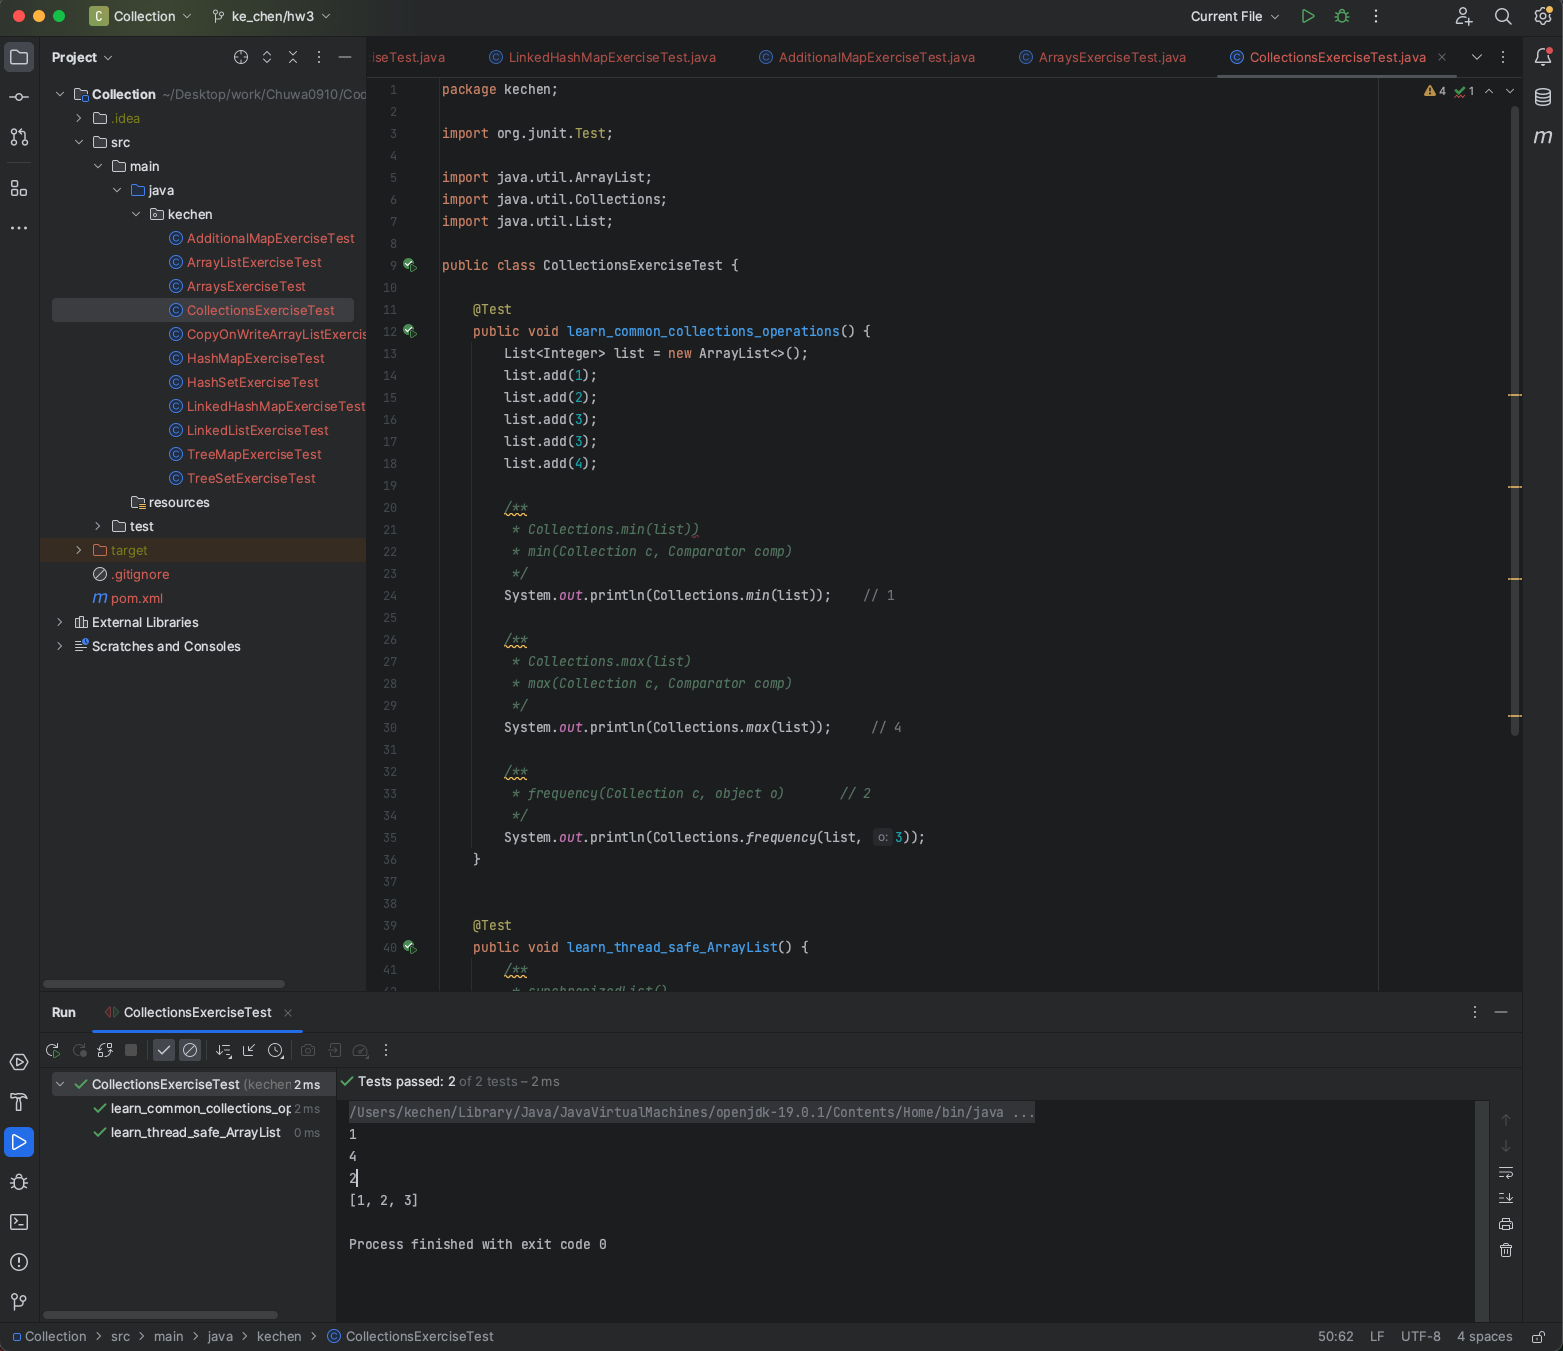 C Collection ke_chen/hw3 Current File
Project
iseTest.java LinkedHashMapExerciseTest.java AdditionalMapExerciseTest.java ArraysExerciseTest.java CollectionsExerciseTest.java
Collection ~/Desktop/work/Chuwa0910/Cod
.idea
src
main
java
kechen
AdditionalMapExerciseTest
ArrayListExerciseTest
ArraysExerciseTest
CollectionsExerciseTest
CopyOnWriteArrayListExercis
HashMapExerciseTest
HashSetExerciseTest
LinkedHashMapExerciseTest
LinkedListExerciseTest
TreeMapExerciseTest
TreeSetExerciseTest
resources
test
target
.gitignore
pom.xml
External Libraries
Scratches and Consoles
4 1
1 package kechen;
2
3 import org.junit.Test;
4
5 import java.util.ArrayList;
6 import java.util.Collections;
7 import java.util.List;
8
9 public class CollectionsExerciseTest {
10
11 @Test
12 public void learn_common_collections_operations() {
13 List<Integer> list = new ArrayList<>();
14 list.add(1);
15 list.add(2);
16 list.add(3);
17 list.add(3);
18 list.add(4);
19
20 /**
21 * Collections.min(list))
22 * min(Collection c, Comparator comp)
23 */
24 System.out.println(Collections.min(list)); // 1
25
26 /**
27 * Collections.max(list)
28 * max(Collection c, Comparator comp)
29 */
30 System.out.println(Collections.max(list)); // 4
31
32 /**
33 * frequency(Collection c, object o) // 2
34 */
35 System.out.println(Collections.frequency(list, o: 3));
36 }
37
38
39 @Test
40 public void learn_thread_safe_ArrayList() {
41 /**
42 * synchronizedList()
Run CollectionsExerciseTest
CollectionsExerciseTest (kechen 2 ms
learn_common_collections_op 2 ms
learn_thread_safe_ArrayList 0 ms
Tests passed: 2 of 2 tests – 2 ms
/Users/kechen/Library/Java/JavaVirtualMachines/openjdk-19.0.1/Contents/Home/bin/java ...
1
4
2
[1, 2, 3]
Process finished with exit code 0
Collection > src > main > java > kechen > CollectionsExerciseTest 50:62 LF UTF-8 4 spaces